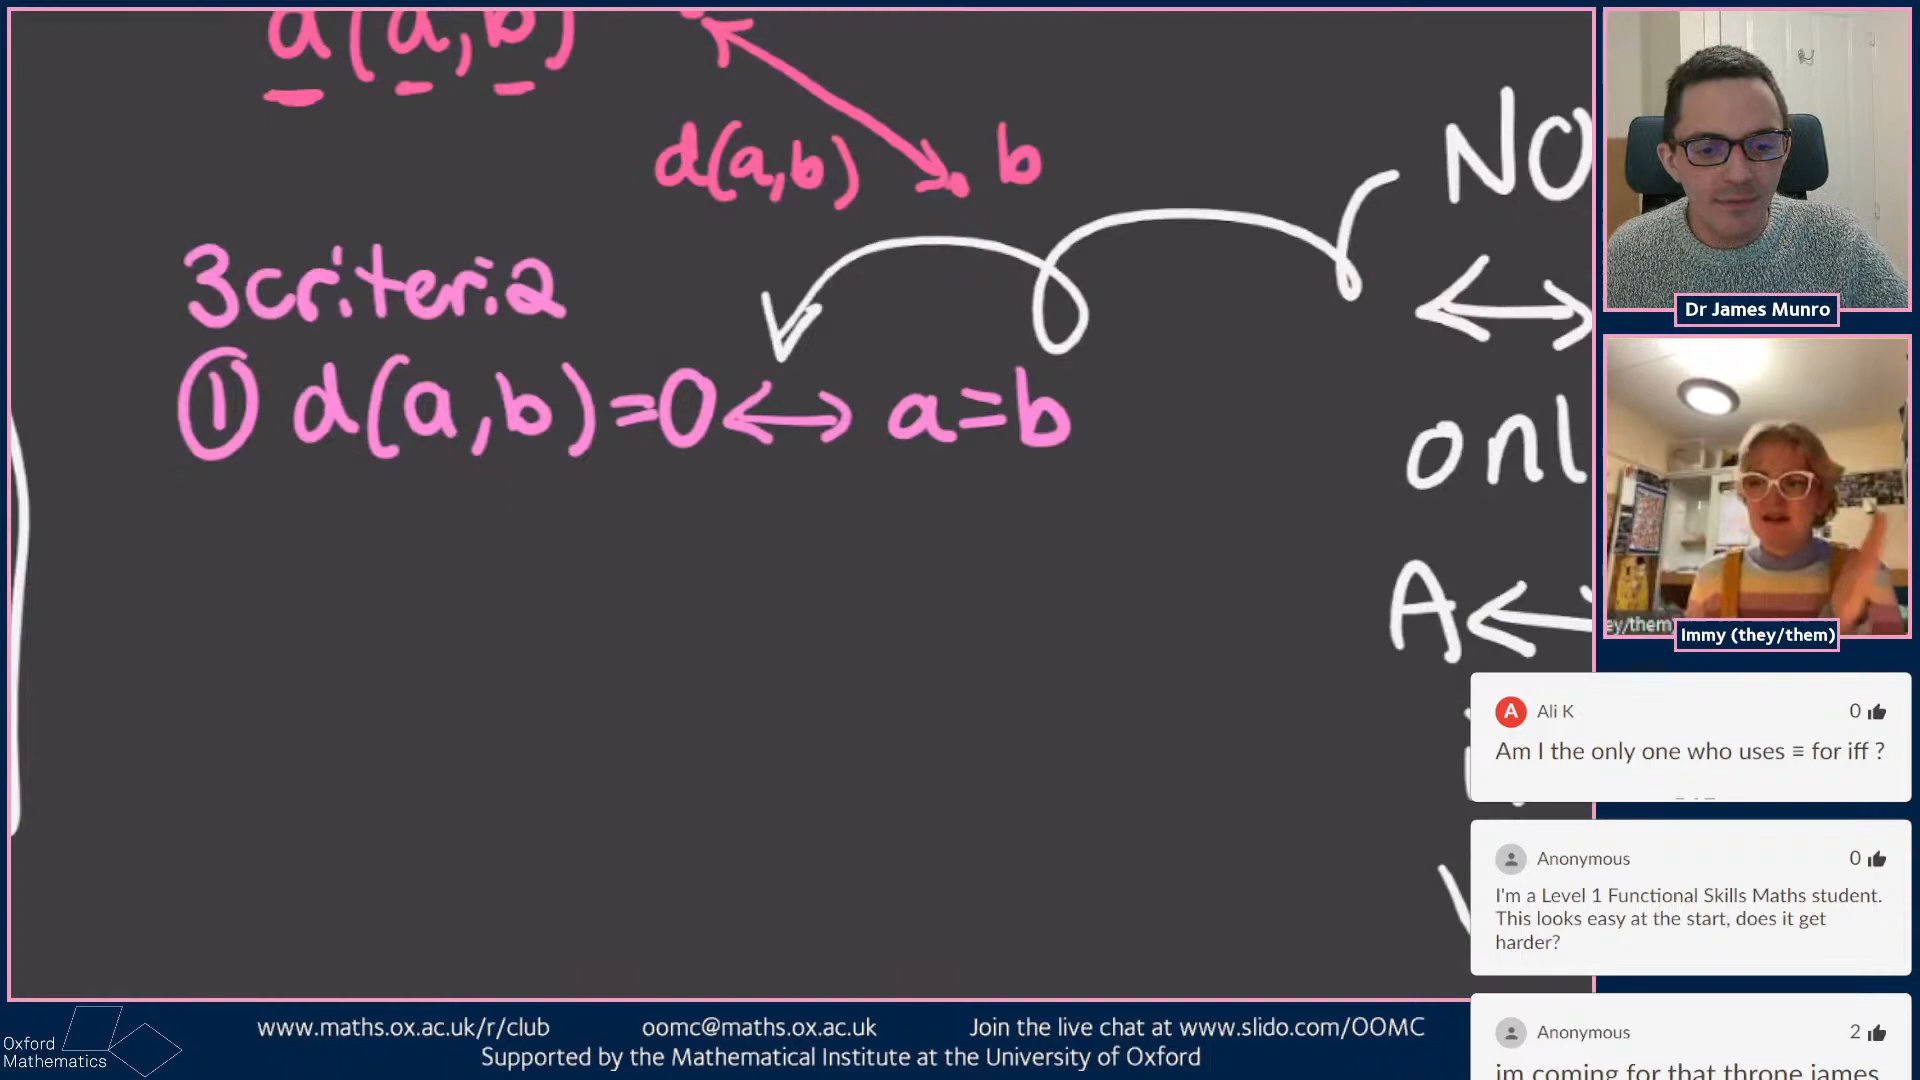 d(a,b)
d(a,b)
b
NO
3 criteria
① d(a,b)=0 ↔ a=b
↔
onl
A ←
Dr James Munro
ey/them
Immy (they/them)
A Ali K 0
Am I the only one who uses ≡ for iff ?
Anonymous 0
I'm a Level 1 Functional Skills Maths student.
This looks easy at the start, does it get
harder?
Anonymous 2
im coming for that throne james
Oxford
Mathematics
www.maths.ox.ac.uk/r/club oomc@maths.ox.ac.uk Join the live chat at www.slido.com/OOMC
Supported by the Mathematical Institute at the University of Oxford